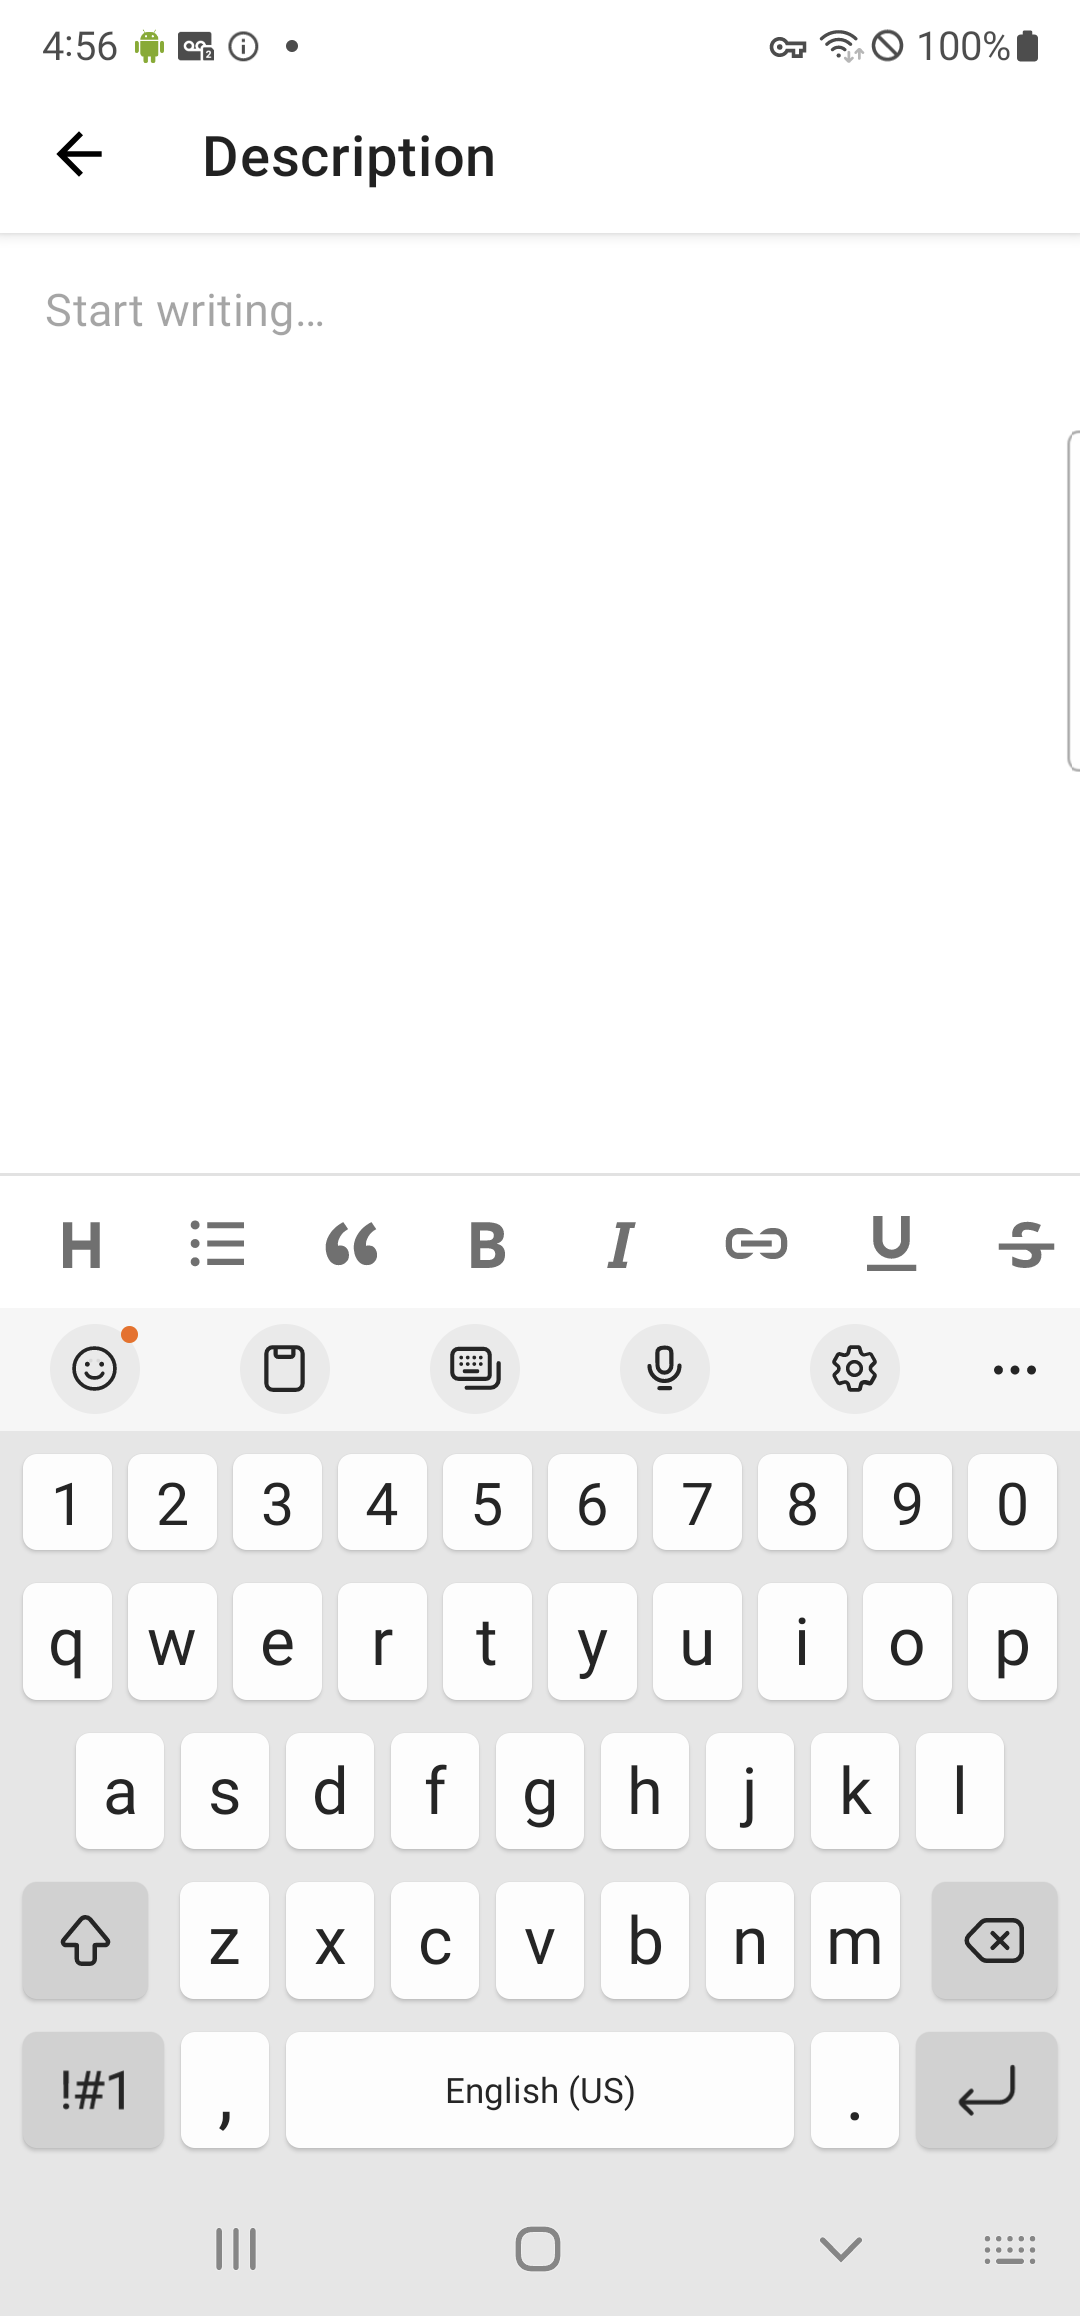 4:56
100%
Description
Start writing...
H B I U S
1 2 3 4 5 6 7 8 9 0
q w e r t y u i o p
a s d f g h j k l
z x c v b n m
!#1 , English (US) .